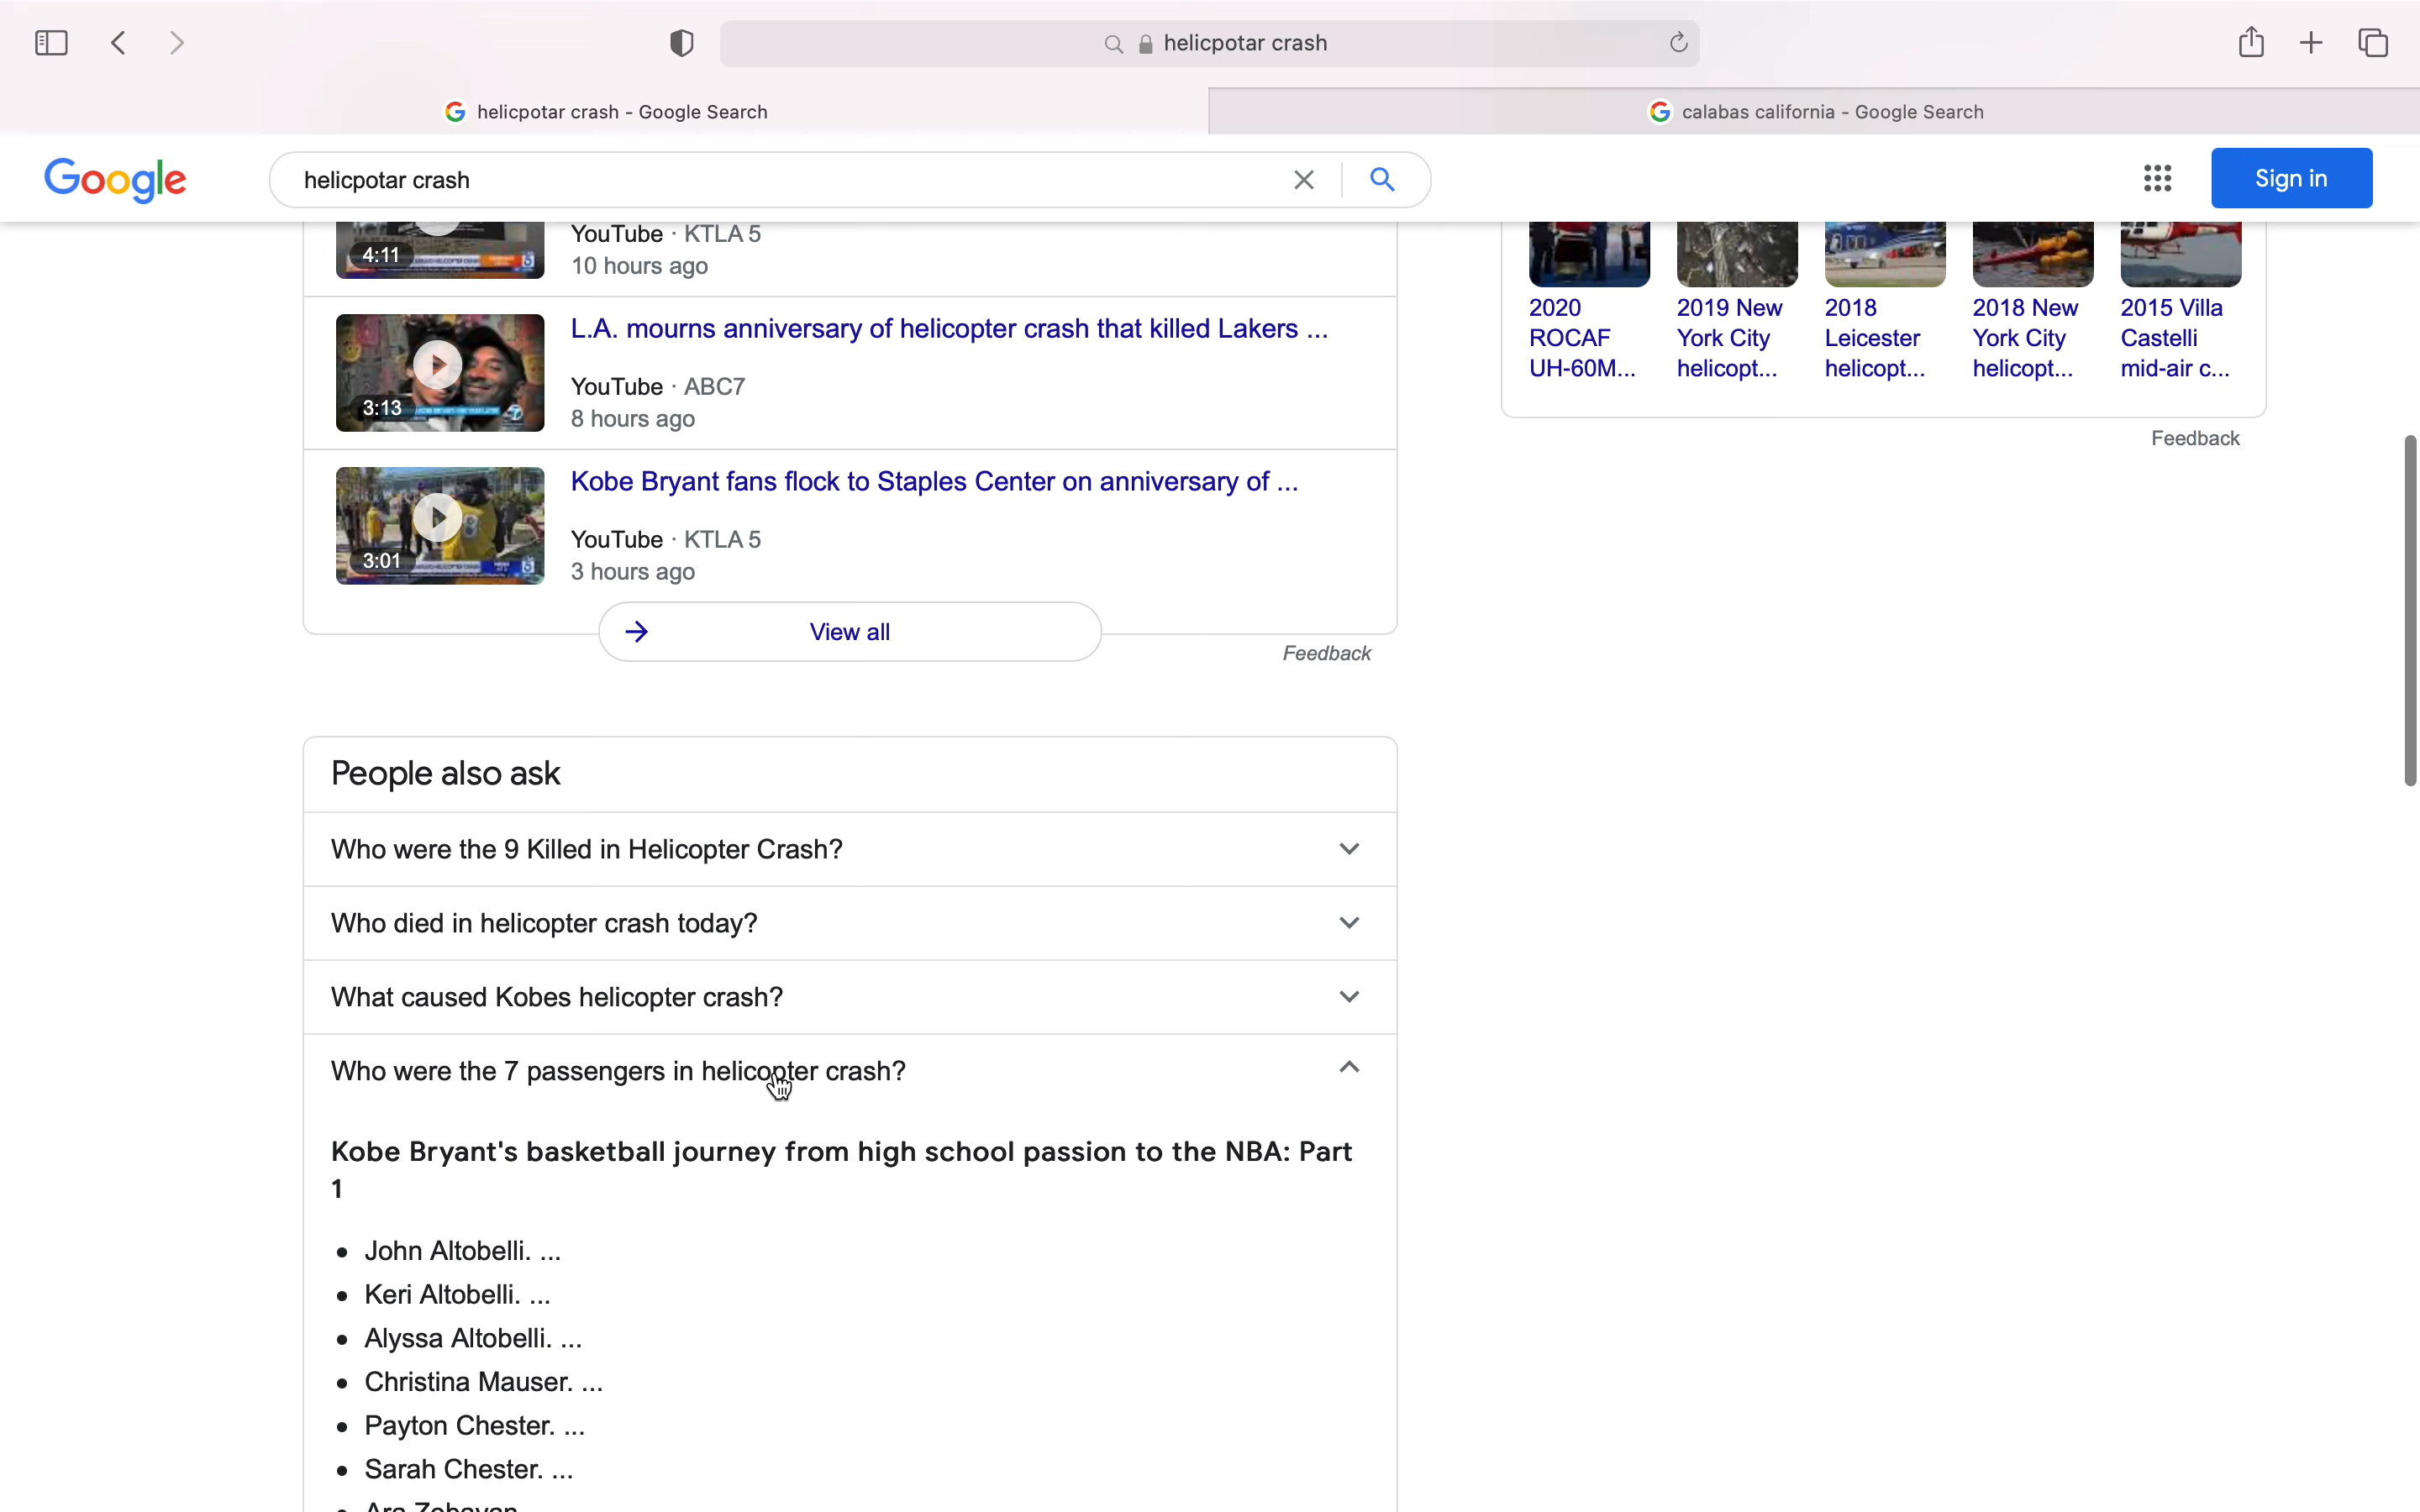 helicpotar crash
helicpotar crash - Google Search
calabas california - Google Search
Google
helicpotar crash
Sign in
4:11
YouTube · KTLA 5
10 hours ago
L.A. mourns anniversary of helicopter crash that killed Lakers ...
3:13
YouTube · ABC7
8 hours ago
Kobe Bryant fans flock to Staples Center on anniversary of ...
3:01
YouTube · KTLA 5
3 hours ago
View all
Feedback
2020
ROCAF
UH-60M...
2019 New
York City
helicopt...
2018
Leicester
helicopt...
2018 New
York City
helicopt...
2015 Villa
Castelli
mid-air c...
Feedback
People also ask
Who were the 9 Killed in Helicopter Crash?
Who died in helicopter crash today?
What caused Kobes helicopter crash?
Who were the 7 passengers in helicopter crash?
Kobe Bryant's basketball journey from high school passion to the NBA: Part
1
• John Altobelli. ...
• Keri Altobelli. ...
• Alyssa Altobelli. ...
• Christina Mauser. ...
• Payton Chester. ...
• Sarah Chester. ...
• Ara Zobayan